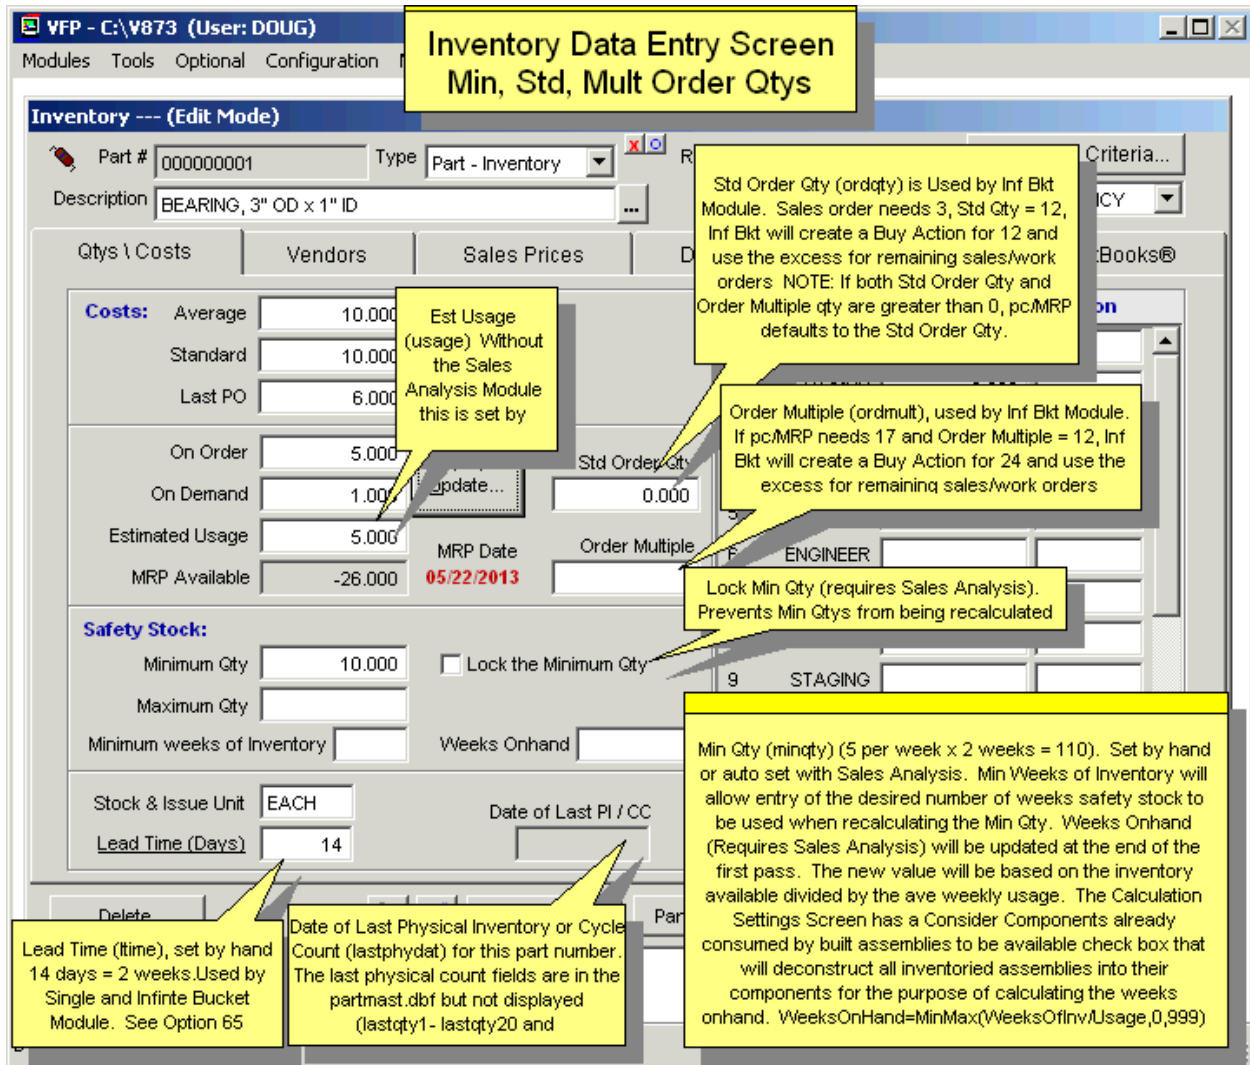 VFP - C:\V873 (User: DOUG)
Inventory Data Entry Screen
Min, Std, Mult Order Qtys
Modules Tools Optional Configuration
Inventory --- (Edit Mode)
Part # 000000001 Type Part - Inventory X O R Criteria...
Description BEARING, 3" OD x 1" ID ... ICY
Qtys \ Costs Vendors Sales Prices D tBooks®
Std Order Qty (ordqty) is Used by Inf Bkt
Module. Sales order needs 3, Std Qty = 12,
Inf Bkt will create a Buy Action for 12 and
use the excess for remaining sales/work
orders NOTE: If both Std Order Qty and
Order Multiple qty are greater than 0, pc/MRP
defaults to the Std Order Qty.
Costs: Average 10.000 on
Standard 10.000
Last PO 6.000
Est Usage
(usage) Without
the Sales
Analysis Module
this is set by
Order Multiple (ordmult), used by Inf Bkt Module.
If pc/MRP needs 17 and Order Multiple = 12, Inf
Bkt will create a Buy Action for 24 and use the
excess for remaining sales/work orders
On Order 5.000 Std Order Qty
On Demand 1.000 Update... 0.000
Estimated Usage 5.000 MRP Date Order Multiple 6 ENGINEER
MRP Available -26.000 05/22/2013
Lock Min Qty (requires Sales Analysis).
Prevents Min Qtys from being recalculated
Safety Stock:
Minimum Qty 10.000 Lock the Minimum Qty
Maximum Qty 9 STAGING
Minimum weeks of Inventory Weeks Onhand
Stock & Issue Unit EACH Date of Last PI / CC
Lead Time (Days) 14
Min Qty (minqty) (5 per week x 2 weeks = 110). Set by hand
or auto set with Sales Analysis. Min Weeks of Inventory will
allow entry of the desired number of weeks safety stock to
be used when recalculating the Min Qty. Weeks Onhand
(Requires Sales Analysis) will be updated at the end of the
first pass. The new value will be based on the inventory
available divided by the ave weekly usage. The Calculation
Settings Screen has a Consider Components already
consumed by built assemblies to be available check box that
will deconstruct all inventoried assemblies into their
components for the purpose of calculating the weeks
onhand. WeeksOnHand=MinMax(WeeksOfInv/Usage,0,999)
Delete Par
Lead Time (ltime), set by hand
14 days = 2 weeks.Used by
Single and Infinte Bucket
Module. See Option 65
Date of Last Physical Inventory or Cycle
Count (lastphydat) for this part number.
The last physical count fields are in the
partmast.dbf but not displayed
(lastqty1- lastqty20 and